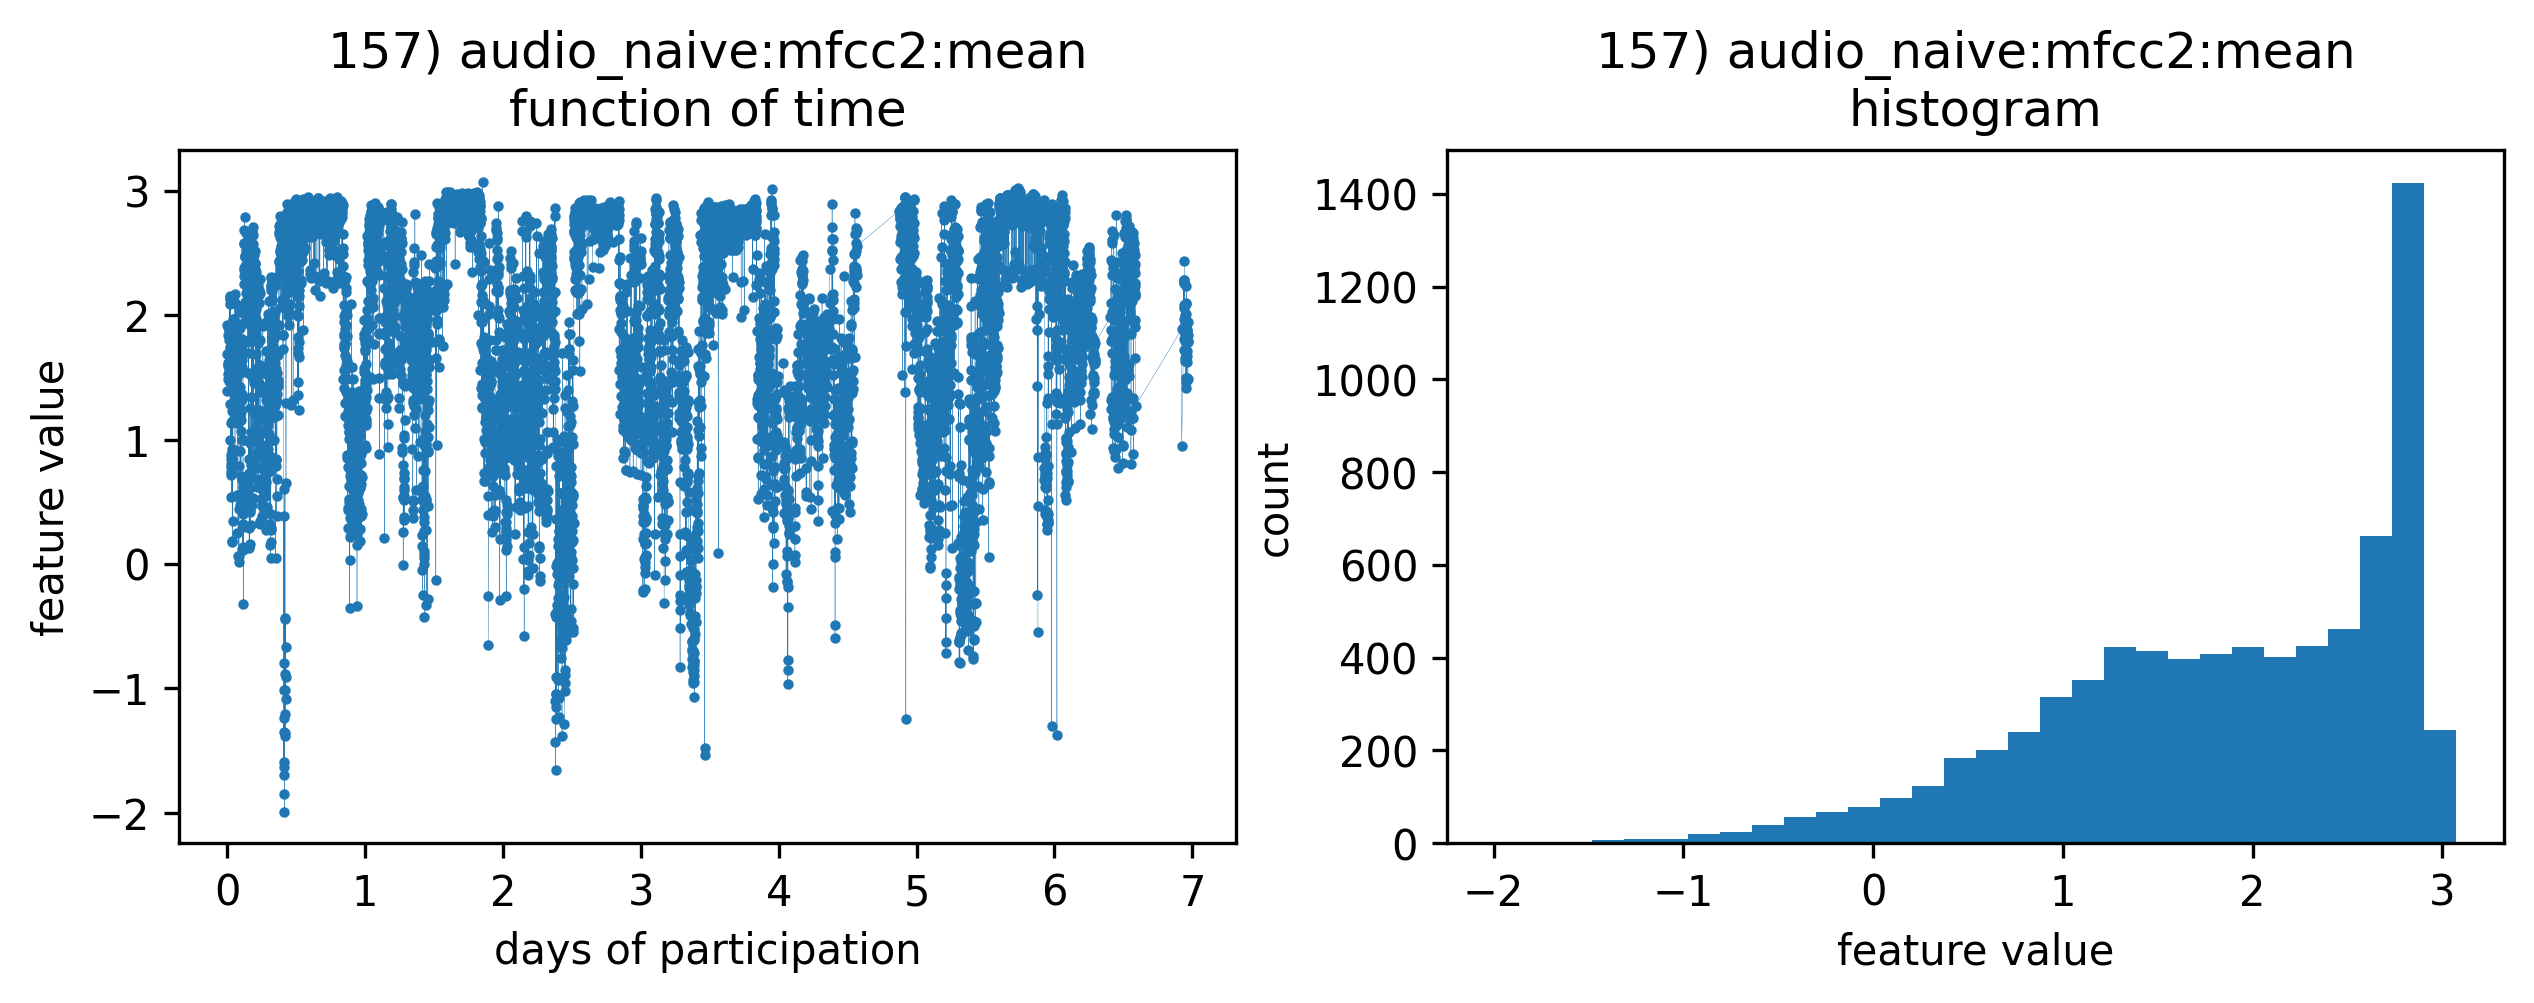 157) audio_naive:mfcc2:mean
function of time
3
2
1
0
−1
−2
feature value
0 1 2 3 4 5 6 7
days of participation
157) audio_naive:mfcc2:mean
histogram
1400
1200
1000
800
600
400
200
0
count
−2 −1 0 1 2 3
feature value